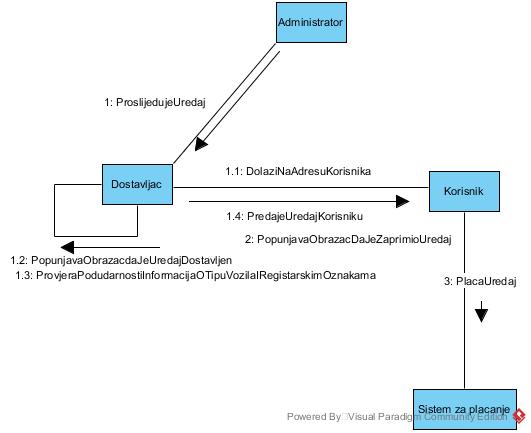 Administrator
1: ProslijedujeUredaj
Dostavljac
1.1: DolaziNaAdresuKorisnika
Korisnik
1.4: PredajeUredajKorisniku
2: PopunjavaObrazacDaJeZaprimioUredaj
1.2: PopunjavaObrazacdaJeUredajDostavljen
1.3: ProvjeraPodudarnostiInformacijaOTipuVozilaIRegistarskimOznakama
3: PlacaUredaj
Sistem za placanje
Powered By Visual Paradigm Community Edition